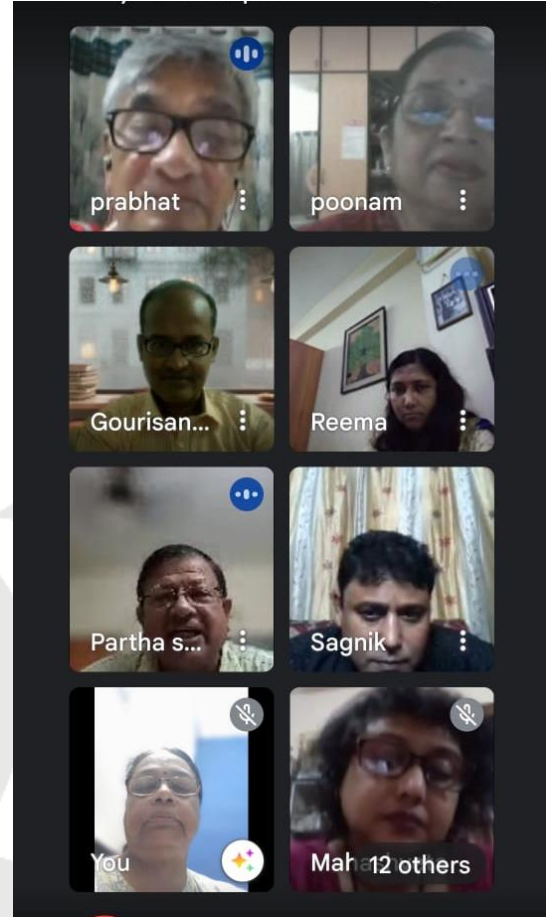 prabhat
poonam
Gourisan...
Reema
Partha s...
Sagnik
You
12 others